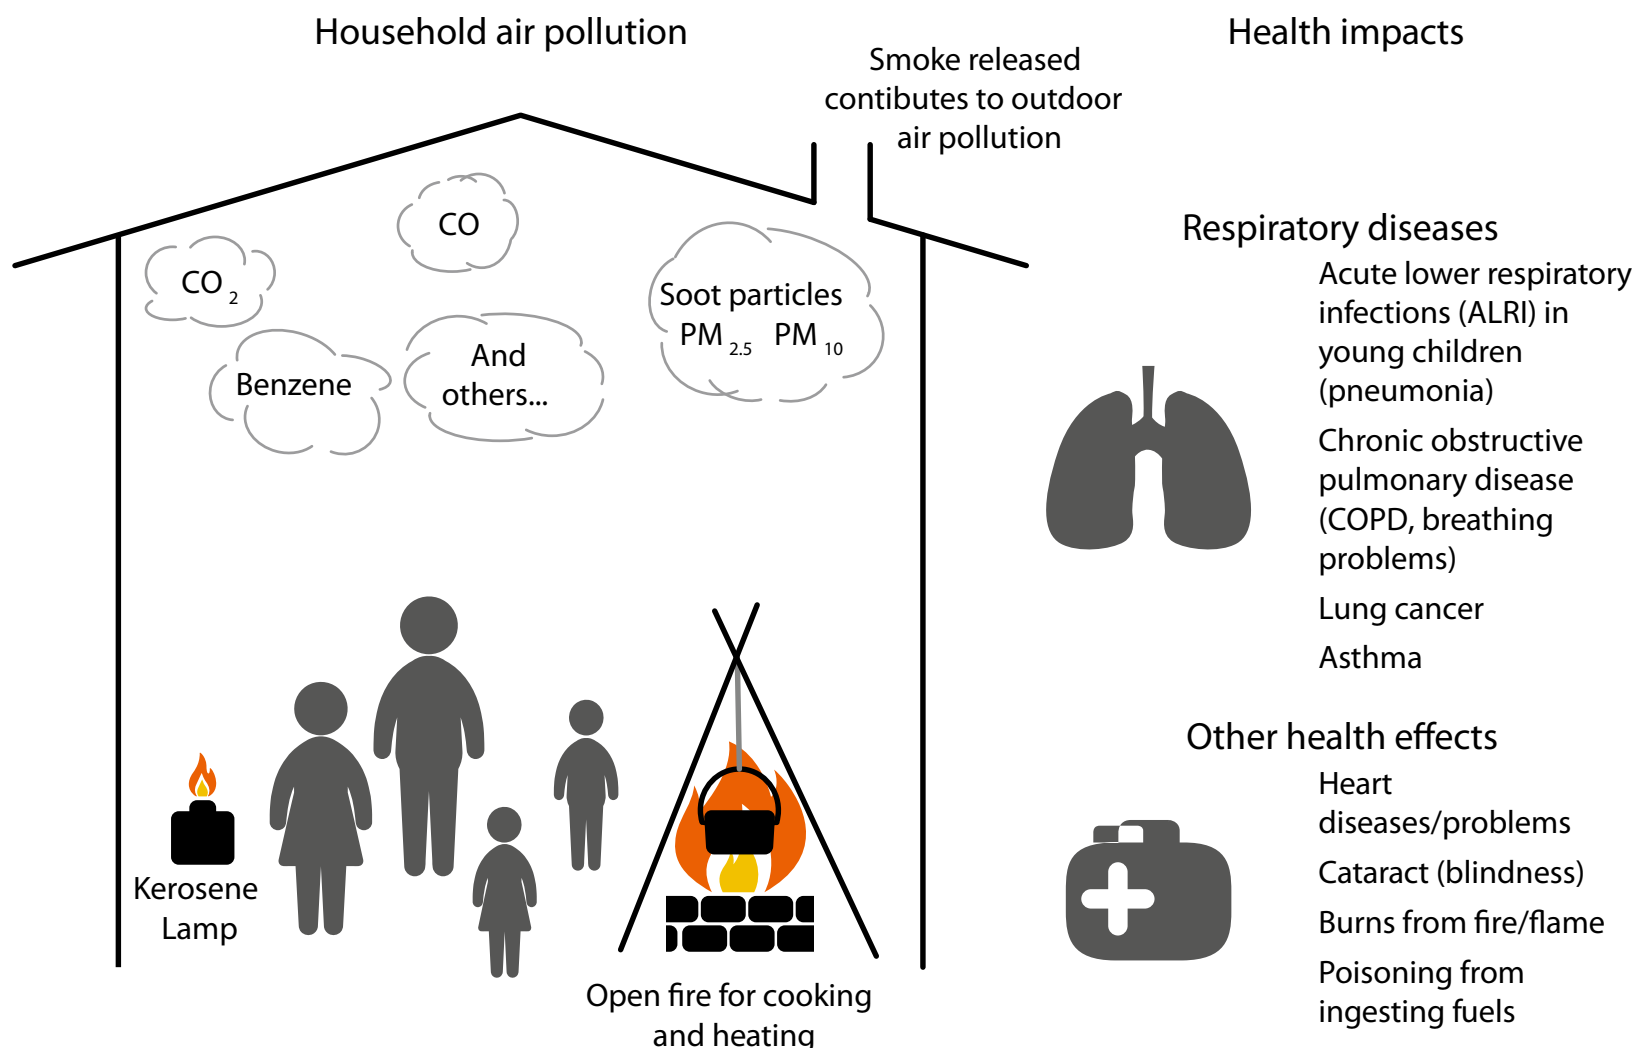 Household air pollution
Health impacts
Smoke released
contibutes to outdoor
air pollution
CO
CO 2
Soot particles
PM 2.5 PM 10
Benzene
And
others...
Kerosene
Lamp
Open fire for cooking
and heating
Respiratory diseases
Acute lower respiratory
infections (ALRI) in
young children
(pneumonia)
Chronic obstructive
pulmonary disease
(COPD, breathing
problems)
Lung cancer
Asthma
Other health effects
Heart
diseases/problems
Cataract (blindness)
Burns from fire/flame
Poisoning from
ingesting fuels